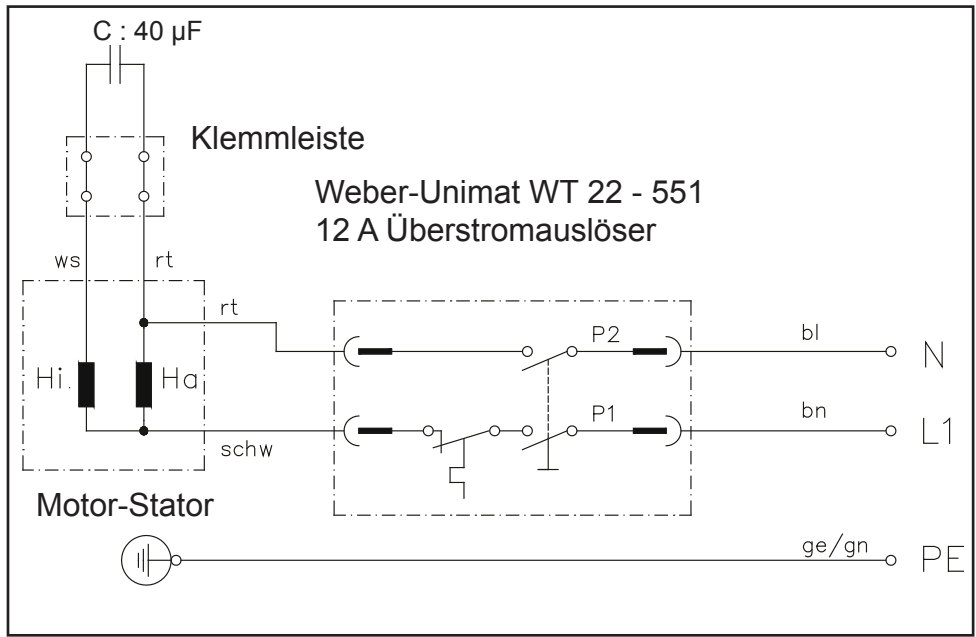 C : 40 µF
Klemmleiste
Weber-Unimat WT 22 - 551
12 A Überstromauslöser
ws rt
rt
P2
bl
N
Hi. Ha
P1
bn
L1
schw
Motor-Stator
ge/gn
PE